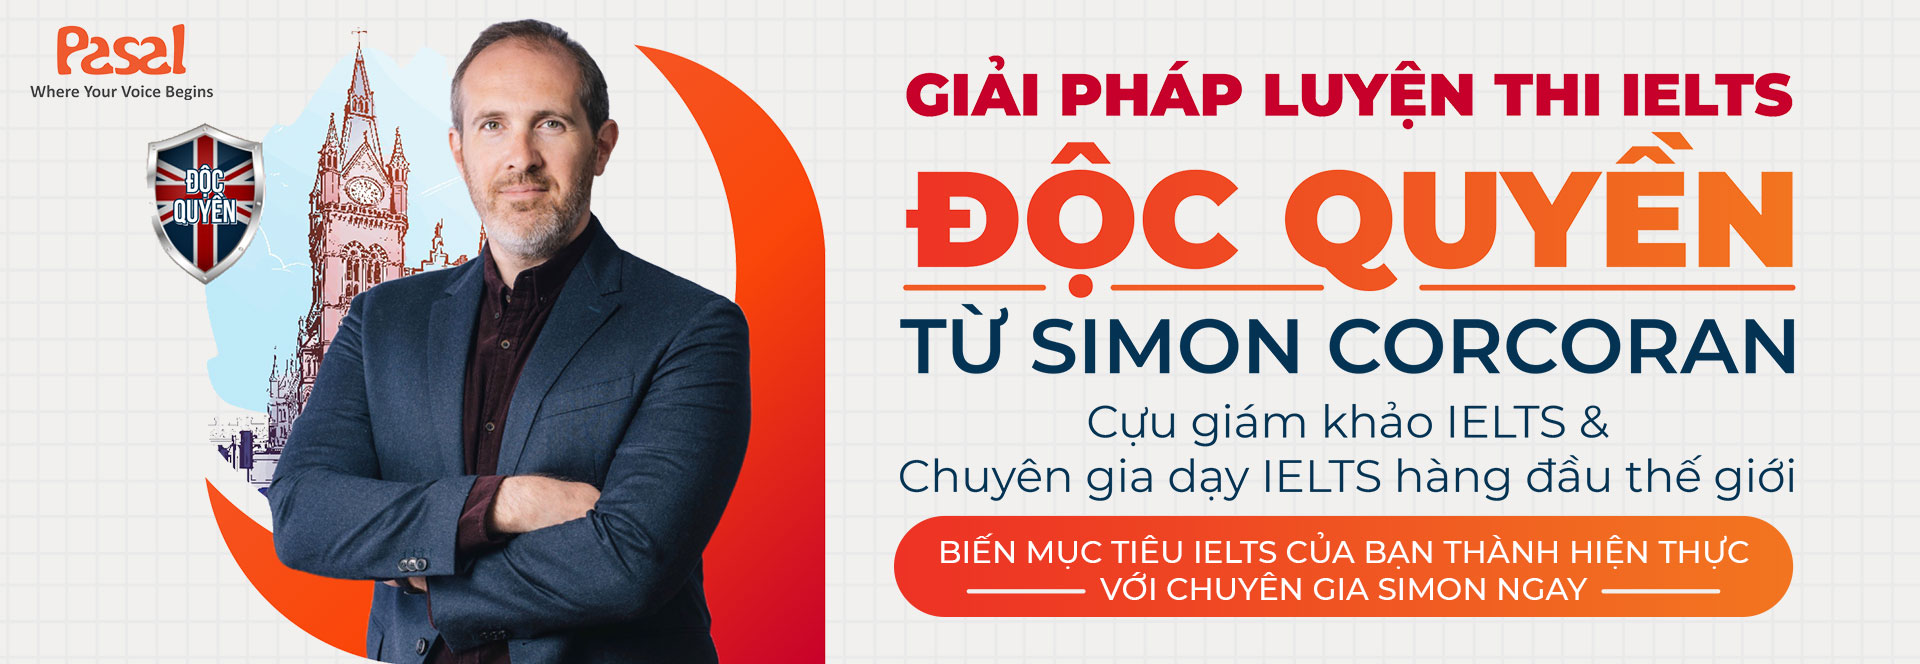 Pasal
Where Your Voice Begins
ĐỘC
QUYỀN
GIẢI PHÁP LUYỆN THI IELTS
ĐỘC QUYỀN
TỪ SIMON CORCORAN
Cựu giám khảo IELTS &
Chuyên gia dạy IELTS hàng đầu thế giới
BIẾN MỤC TIÊU IELTS CỦA BẠN THÀNH HIỆN THỰC
VỚI CHUYÊN GIA SIMON NGAY